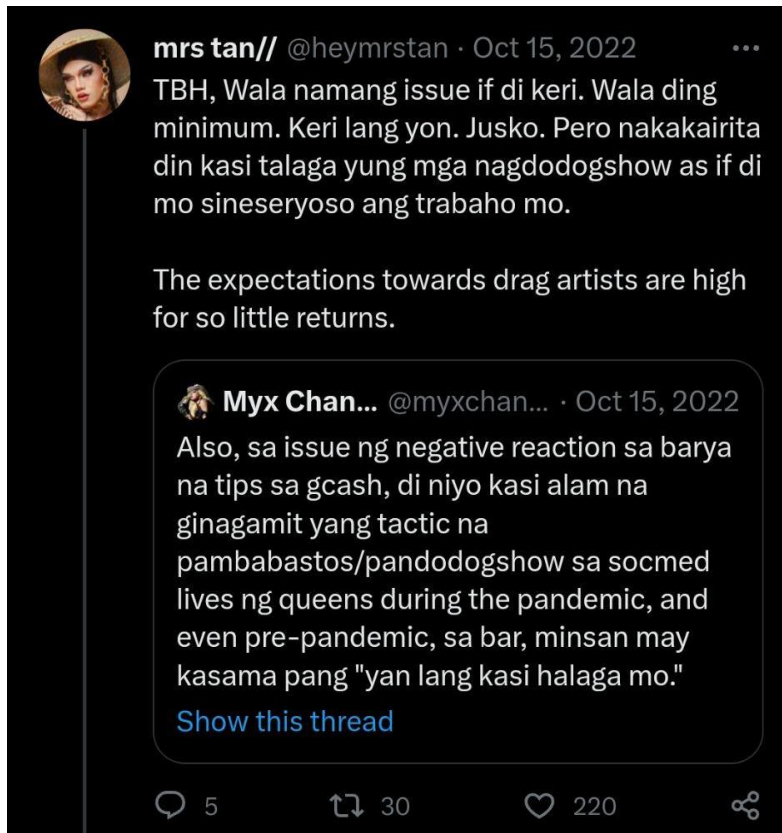 mrs tan// @heymrstan · Oct 15, 2022
TBH, Wala namang issue if di keri. Wala ding
minimum. Keri lang yon. Jusko. Pero nakakairita
din kasi talaga yung mga nagdodogshow as if di
mo sineseryoso ang trabaho mo.
The expectations towards drag artists are high
for so little returns.
Myx Chan... @myxchan... · Oct 15, 2022
Also, sa issue ng negative reaction sa barya
na tips sa gcash, di niyo kasi alam na
ginagamit yang tactic na
pambabastos/pandodogshow sa socmed
lives ng queens during the pandemic, and
even pre-pandemic, sa bar, minsan may
kasama pang "yan lang kasi halaga mo."
Show this thread
5 30 220